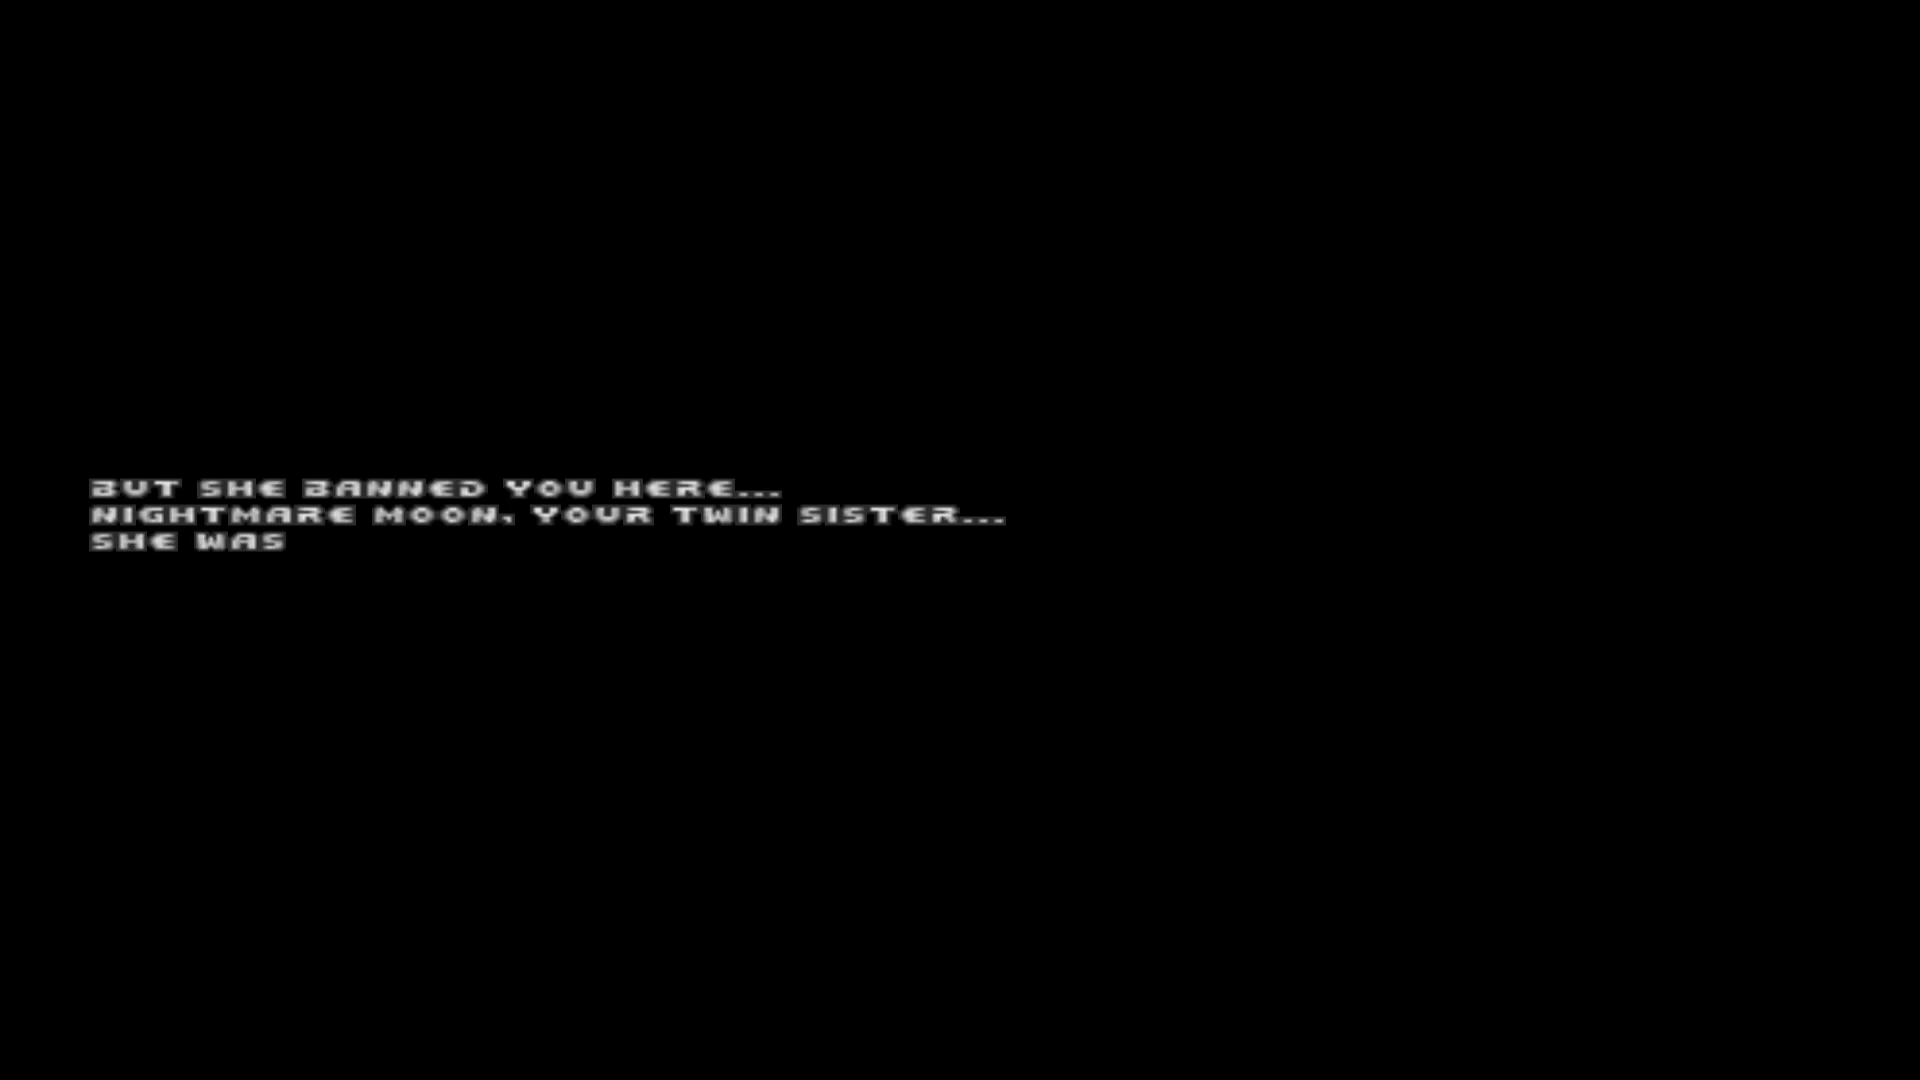 BUT SHE BANNED YOU HERE...
NIGHTMARE MOON, YOUR TWIN SISTER...
SHE WAS